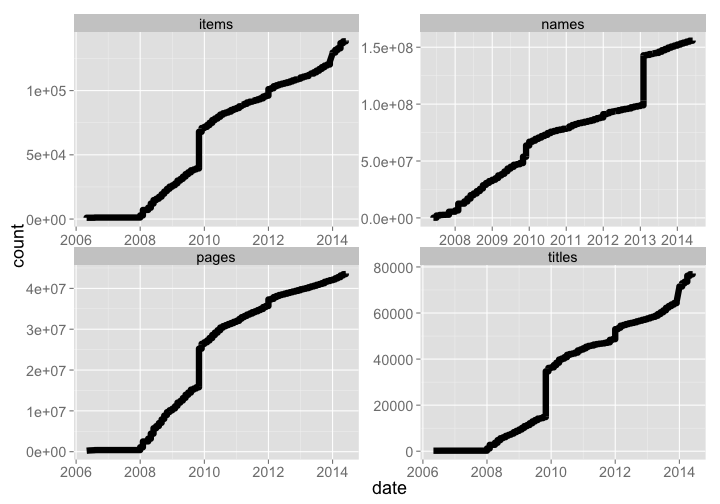 items
names
1e+05
5e+04
0e+00
2006 2008 2010 2012 2014
1.5e+08
1.0e+08
5.0e+07
0.0e+00
2008 2009 2010 2011 2012 2013 2014
count
pages
titles
4e+07
3e+07
2e+07
1e+07
0e+00
2006 2008 2010 2012 2014
80000
60000
40000
20000
0
2006 2008 2010 2012 2014
date